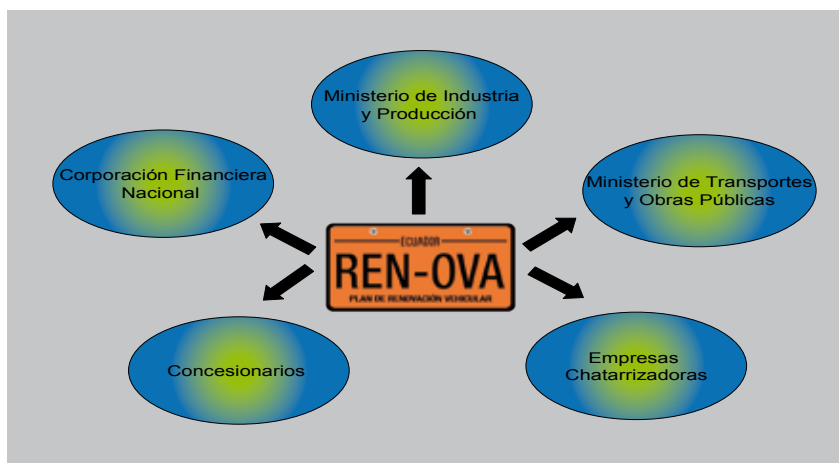 Ministerio de Industria
y Producción
Corporación Financiera
Nacional
Ministerio de Transportes
y Obras Públicas
ECUADOR
REN-OVA
PLAN DE RENOVACIÓN VEHICULAR
Concesionarios
Empresas
Chatarrizadoras